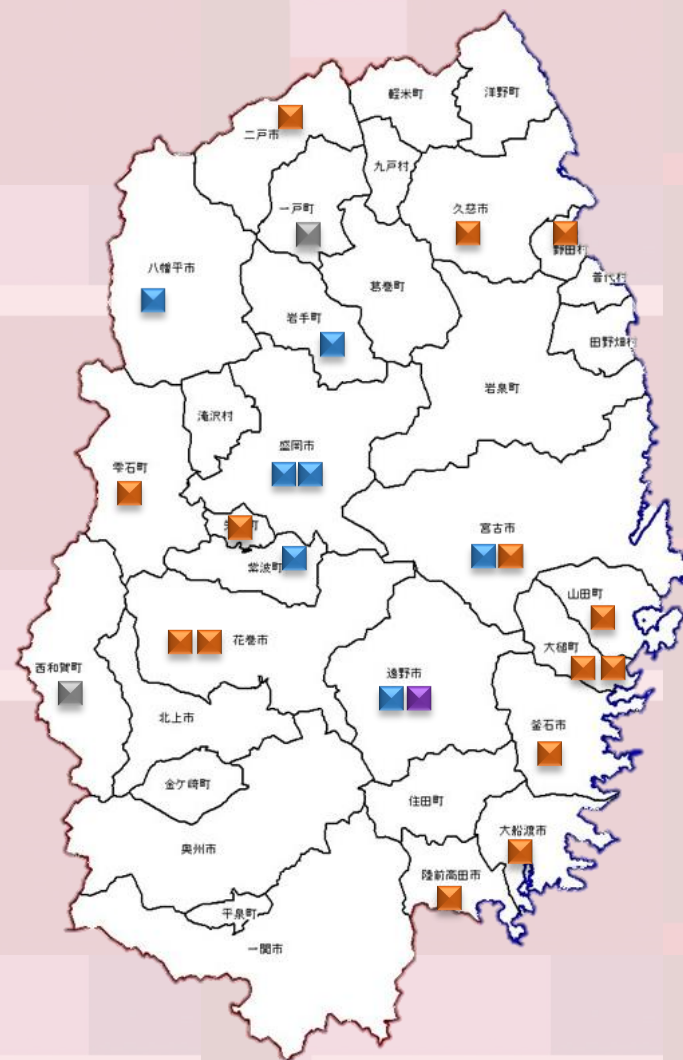 軽米町
洋野町
二戸市
九戸村
一戸町
久慈市
野田村
八幡平市
普代村
葛巻町
岩手町
田野畑村
岩泉町
滝沢村
盛岡市
雫石町
宮古市
紫波町
山田町
花巻市
大槌町
西和賀町
遠野市
北上市
釜石市
金ケ崎町
住田町
大船渡市
奥州市
陸前高田市
平泉町
一関市